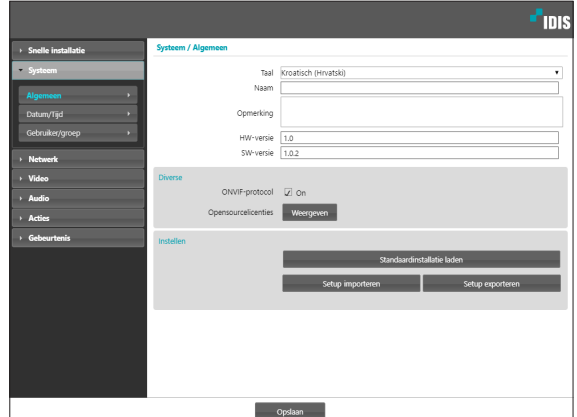 IDIS
Snelle installatie
Systeem
Algemeen
Datum/Tijd
Gebruiker/groep
Netwerk
Video
Audio
Acties
Gebeurtenis
Systeem / Algemeen
Taal Kroatisch (Hrvatski)
Naam
Opmerking
HW-versie 1.0
SW-versie 1.0.2
Diverse
ONVIF-protocol On
Opensourcelicenties Weergeven
Instellen
Standaardinstallatie laden
Setup importeren Setup exporteren
Opslaan